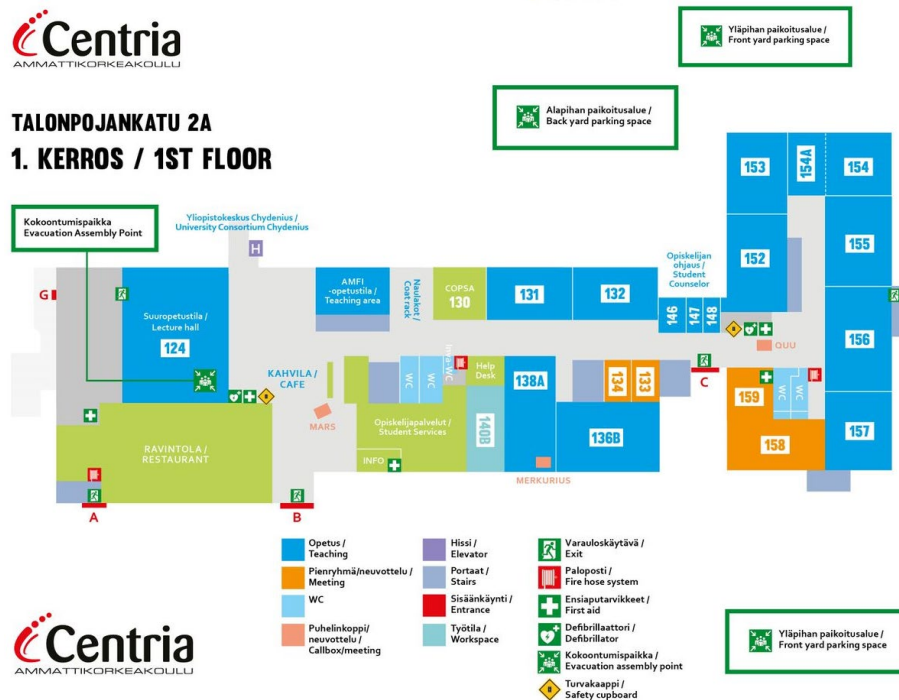 Centria
AMMATTIKORKEAKOULU
Yläpihan paikoitusalue /
Front yard parking space
Alapihan paikoitusalue /
Back yard parking space
TALONPOJANKATU 2A
1. KERROS / 1ST FLOOR
Kokoontumispaikka
Evacuation Assembly Point
Yliopistokeskus Chydenius /
University Consortium Chydenius
H
G
Suuropetustila /
Lecture hall
124
AMFI
-opetustila /
Teaching area
Naulakot /
Coat rack
COPSA
130
131
132
Opiskelijan
ohjaus /
Student
Counselor
146
147
148
153
154A
154
152
155
156
QUU
KAHVILA /
CAFE
MARS
WC
WC
Help
Desk
138A
134
133
C
159
WC
WC
158
157
Opiskelijapalvelut /
Student Services
140B
136B
INFO
MERKURIUS
RAVINTOLA /
RESTAURANT
A
B
Opetus /
Teaching
Pienryhmä/neuvottelu /
Meeting
WC
Puhelinkoppi/
neuvottelu /
Callbox/meeting
Hissi /
Elevator
Portaat /
Stairs
Sisäänkäynti /
Entrance
Työtila /
Workspace
Varauloskäytävä /
Exit
Paloposti /
Fire hose system
Ensiaputarvikkeet /
First aid
Defibrillaattori /
Defibrillator
Kokoontumispaikka /
Evacuation assembly point
Turvakaappi /
Safety cupboard
Centria
AMMATTIKORKEAKOULU
Yläpihan paikoitusalue /
Front yard parking space